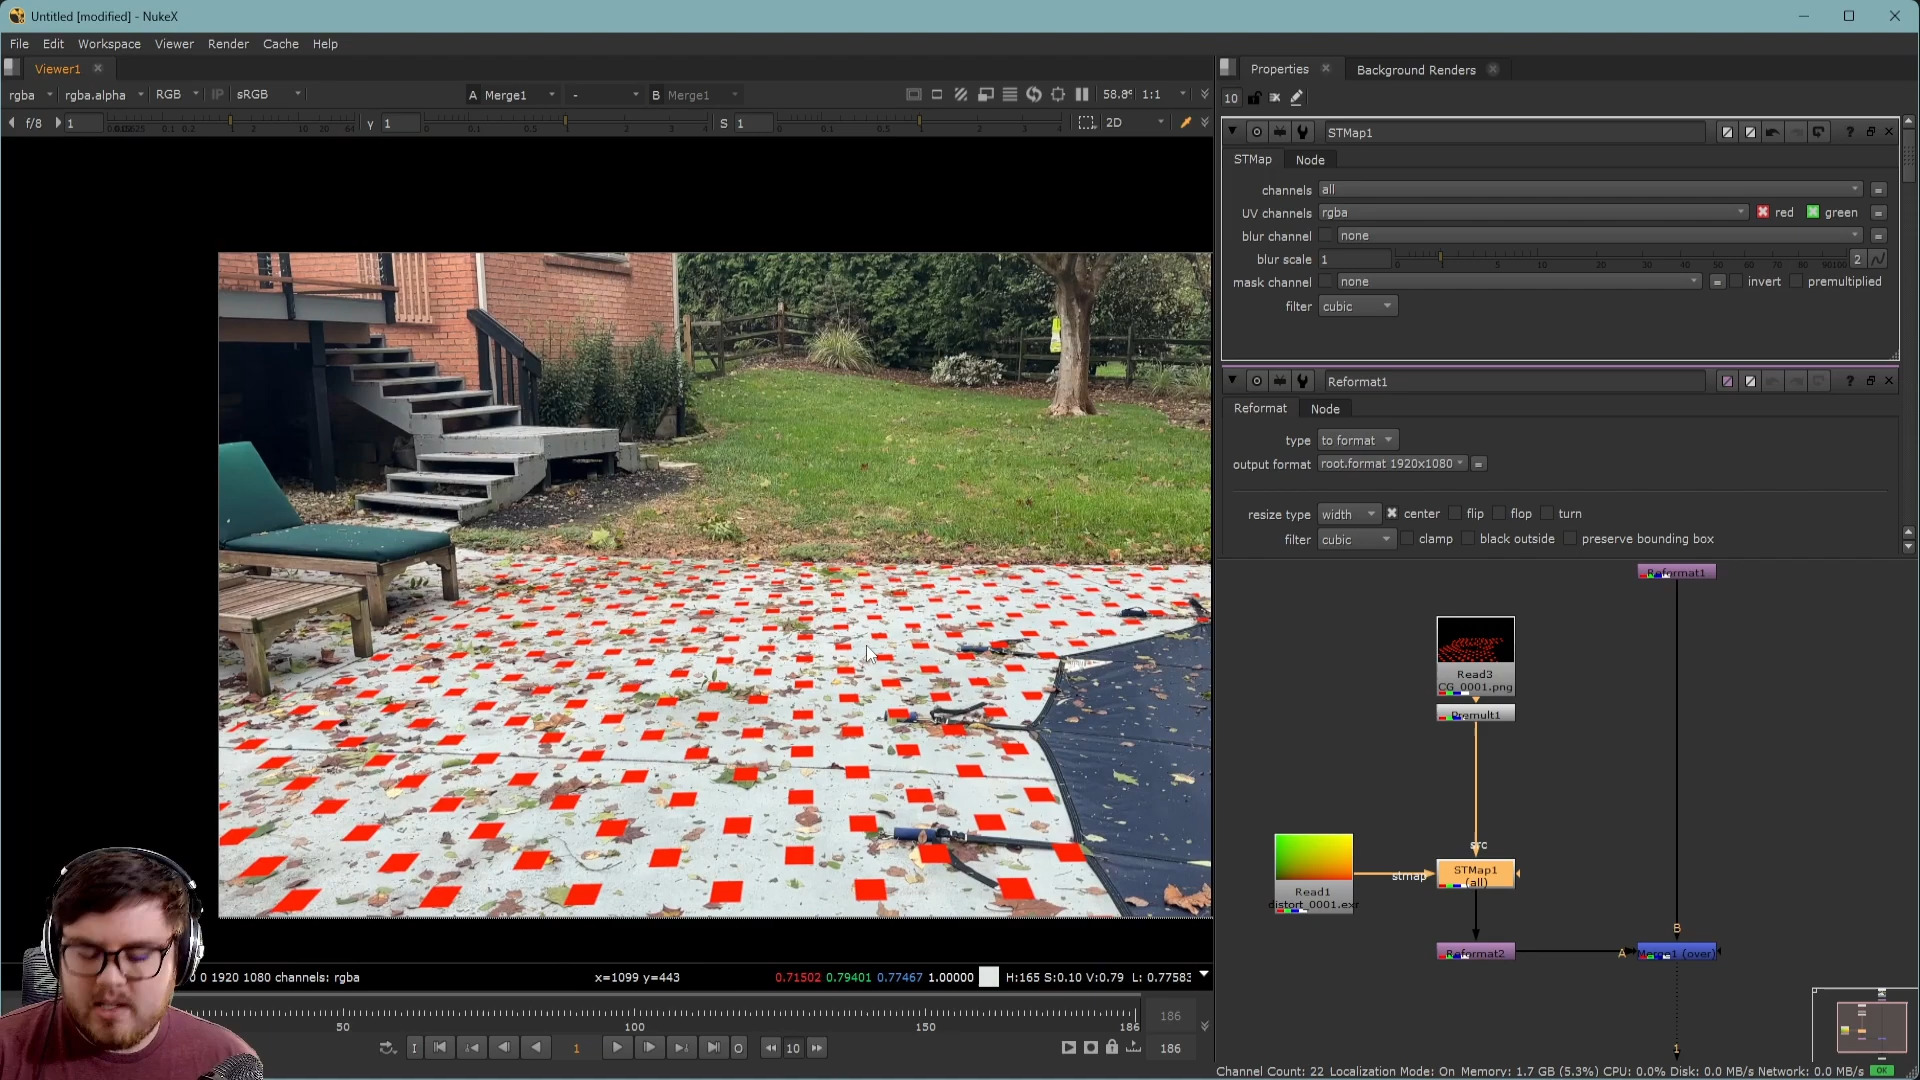 Untitled [modified] - NukeX
File Edit Workspace Viewer Render Cache Help
Viewer1
rgba rgba.alpha RGB IP sRGB A Merge1 - B Merge1 1:1
f/8 1 γ 1 S 1 2D
Properties Background Renders
10
STMap1
STMap Node
channels all
UV channels rgba red green
blur channel none
blur scale 1 2
mask channel none invert premultiplied
filter cubic
Reformat1
Reformat Node
type to format
output format root.format 1920x1080
resize type width center flip flop turn
filter cubic clamp black outside preserve bounding box
Reformat1
Read3
CG_0001.png
Premult1
src
stmap
STMap1
(all)
Read1
distort_0001.exr
B
Reformat2
A
Merge1 (over)
1
0 0 1920 1080 channels: rgba x=1099 y=443 0.71502 0.79401 0.77467 1.00000 H:165 S:0.10 V:0.79 L: 0.7758
50 100 150 186 186
1 10 186
Channel Count: 22 Localization Mode: On Memory: 1.7 GB (5.3%) CPU: 0.0% Disk: 0.0 MB/s Network: 0.0 MB/s OK